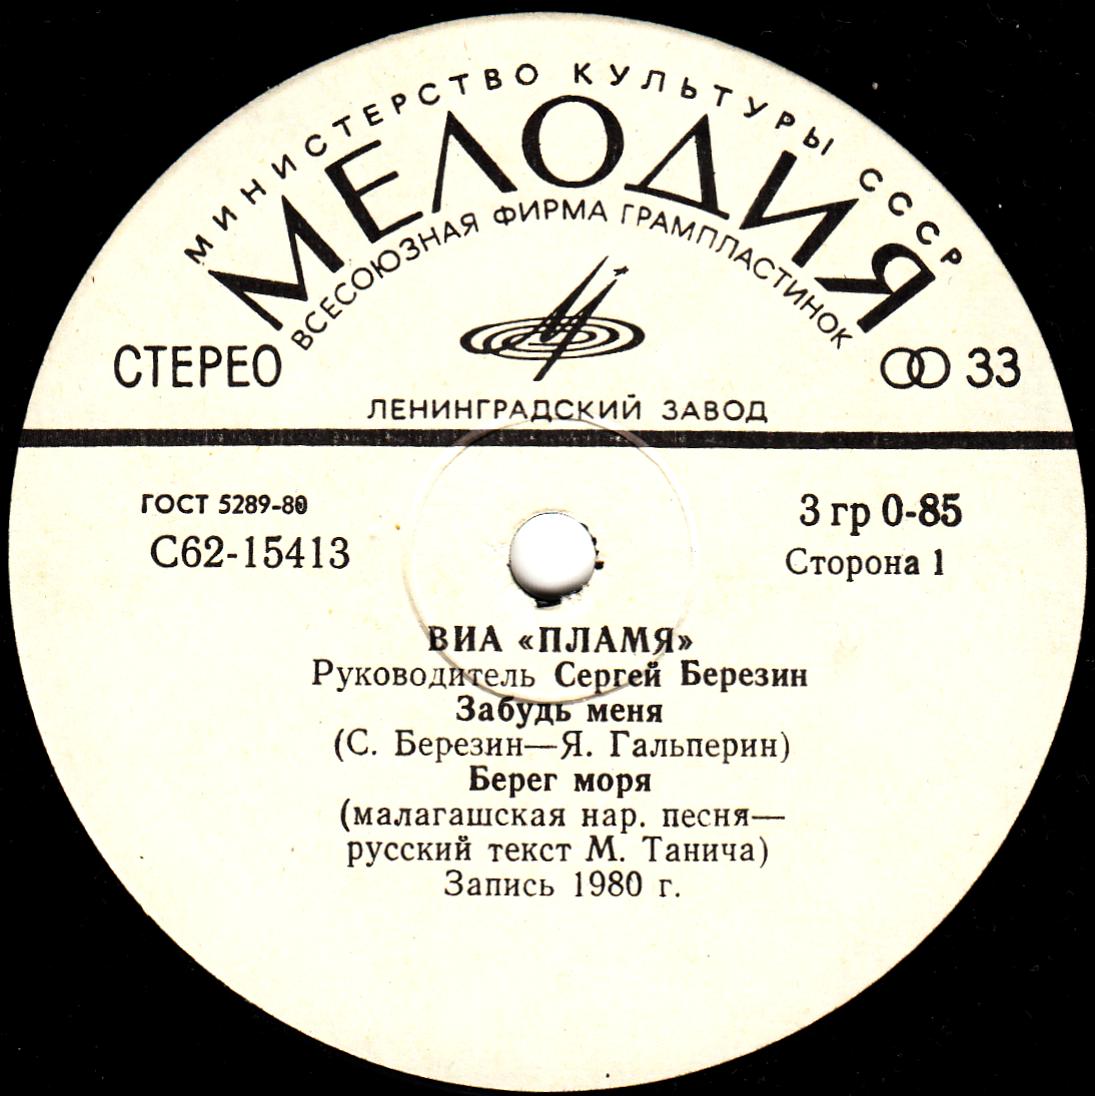 МИНИСТЕРСТВО КУЛЬТУРЫ СССР
МЕЛОДИЯ
ВСЕСОЮЗНАЯ ФИРМА ГРАМПЛАСТИНОК
СТЕРЕО
33
ЛЕНИНГРАДСКИЙ ЗАВОД
ГОСТ 5289-80
3 гр 0-85
С62-15413
Сторона 1
ВИА «ПЛАМЯ»
Руководитель Сергей Березин
Забудь меня
(С. Березин—Я. Гальперин)
Берег моря
(малагашская нар. песня—
русский текст М. Танича)
Запись 1980 г.